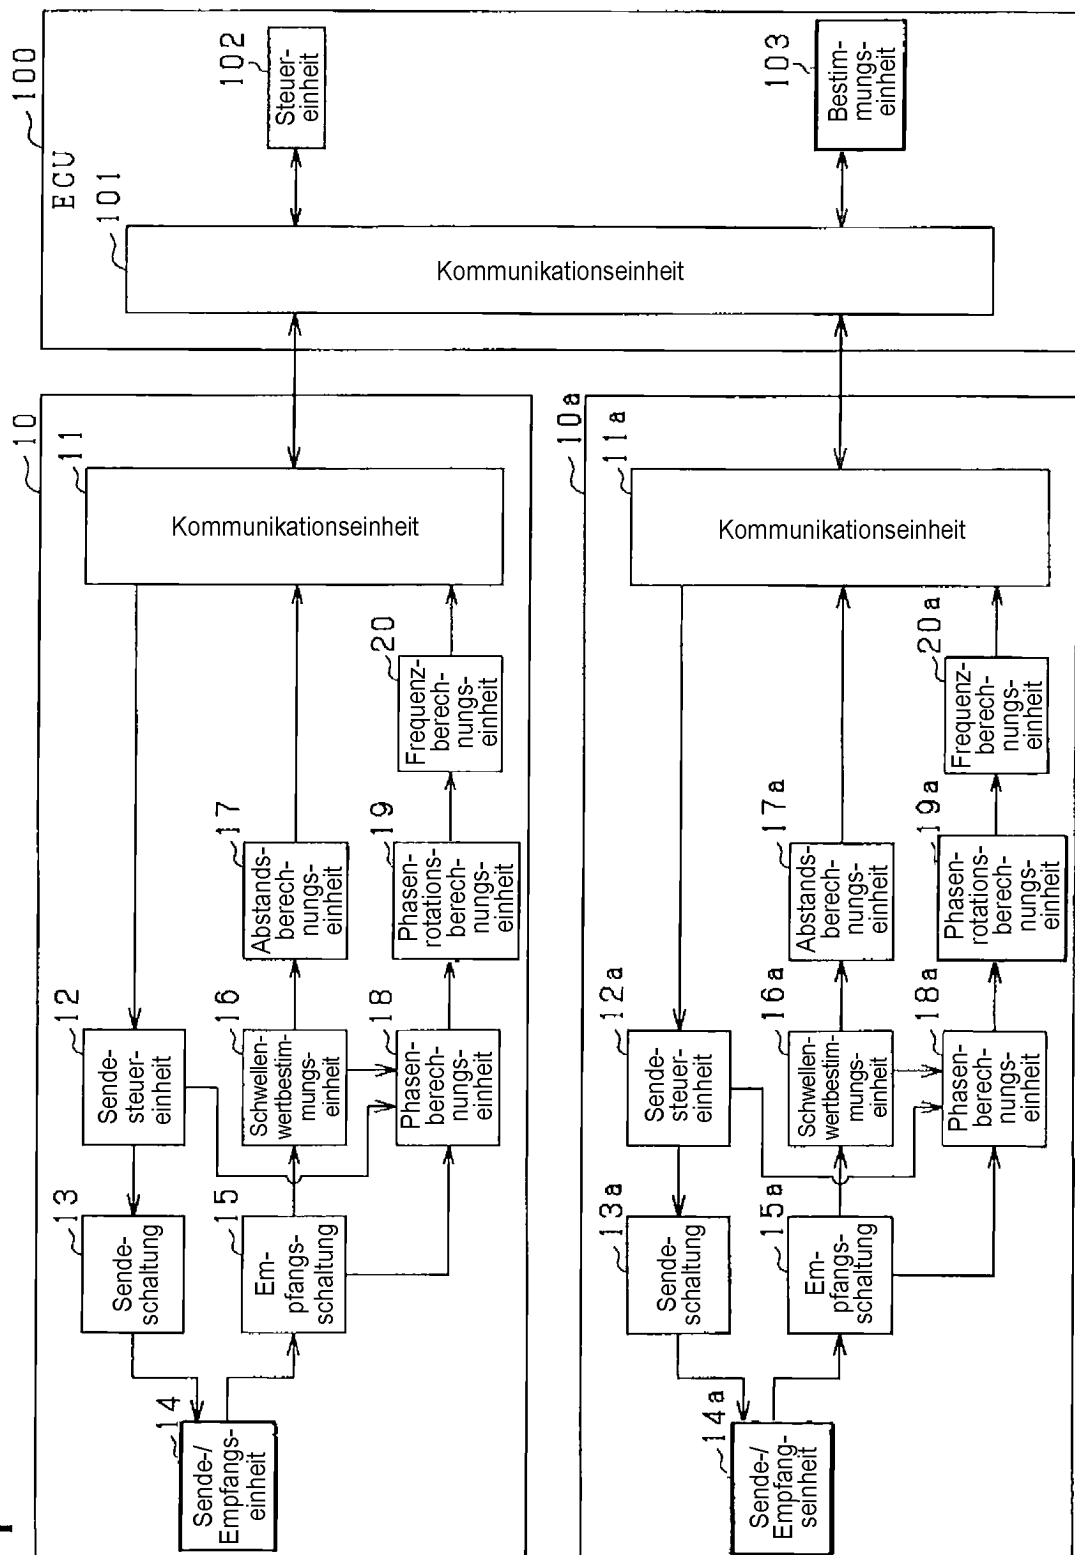 100
ECU
101
Kommunikationseinheit
102
Steuer-
einheit
103
Bestim-
mungs-
einheit
10
11
Kommunikationseinheit
12
Sende-
steuer-
einheit
13
Sende-
schaltung
14
Sende-/
Empfangs-
einheit
15
Em-
pfangs-
schaltung
16
Schwellen-
wertbestim-
mungs-
einheit
17
Abstands-
berech-
nungs-
einheit
18
Phasen-
berech-
nungs-
einheit
19
Phasen-
rotations-
berech-
nungs-
einheit
20
Frequenz-
berech-
nungs-
einheit
10a
11a
Kommunikationseinheit
12a
Sende-
steuer-
einheit
13a
Sende-
schaltung
14a
Sende-/
Empfang-
seinheit
15a
Em-
pfangs-
schaltung
16a
Schwellen-
wertbestim-
mungs-
einheit
17a
Abstands-
berech-
nungs-
einheit
18a
Phasen-
berech-
nungs-
einheit
19a
Phasen-
rotations-
berech-
nungs-
einheit
20a
Frequenz-
berech-
nungs-
einheit